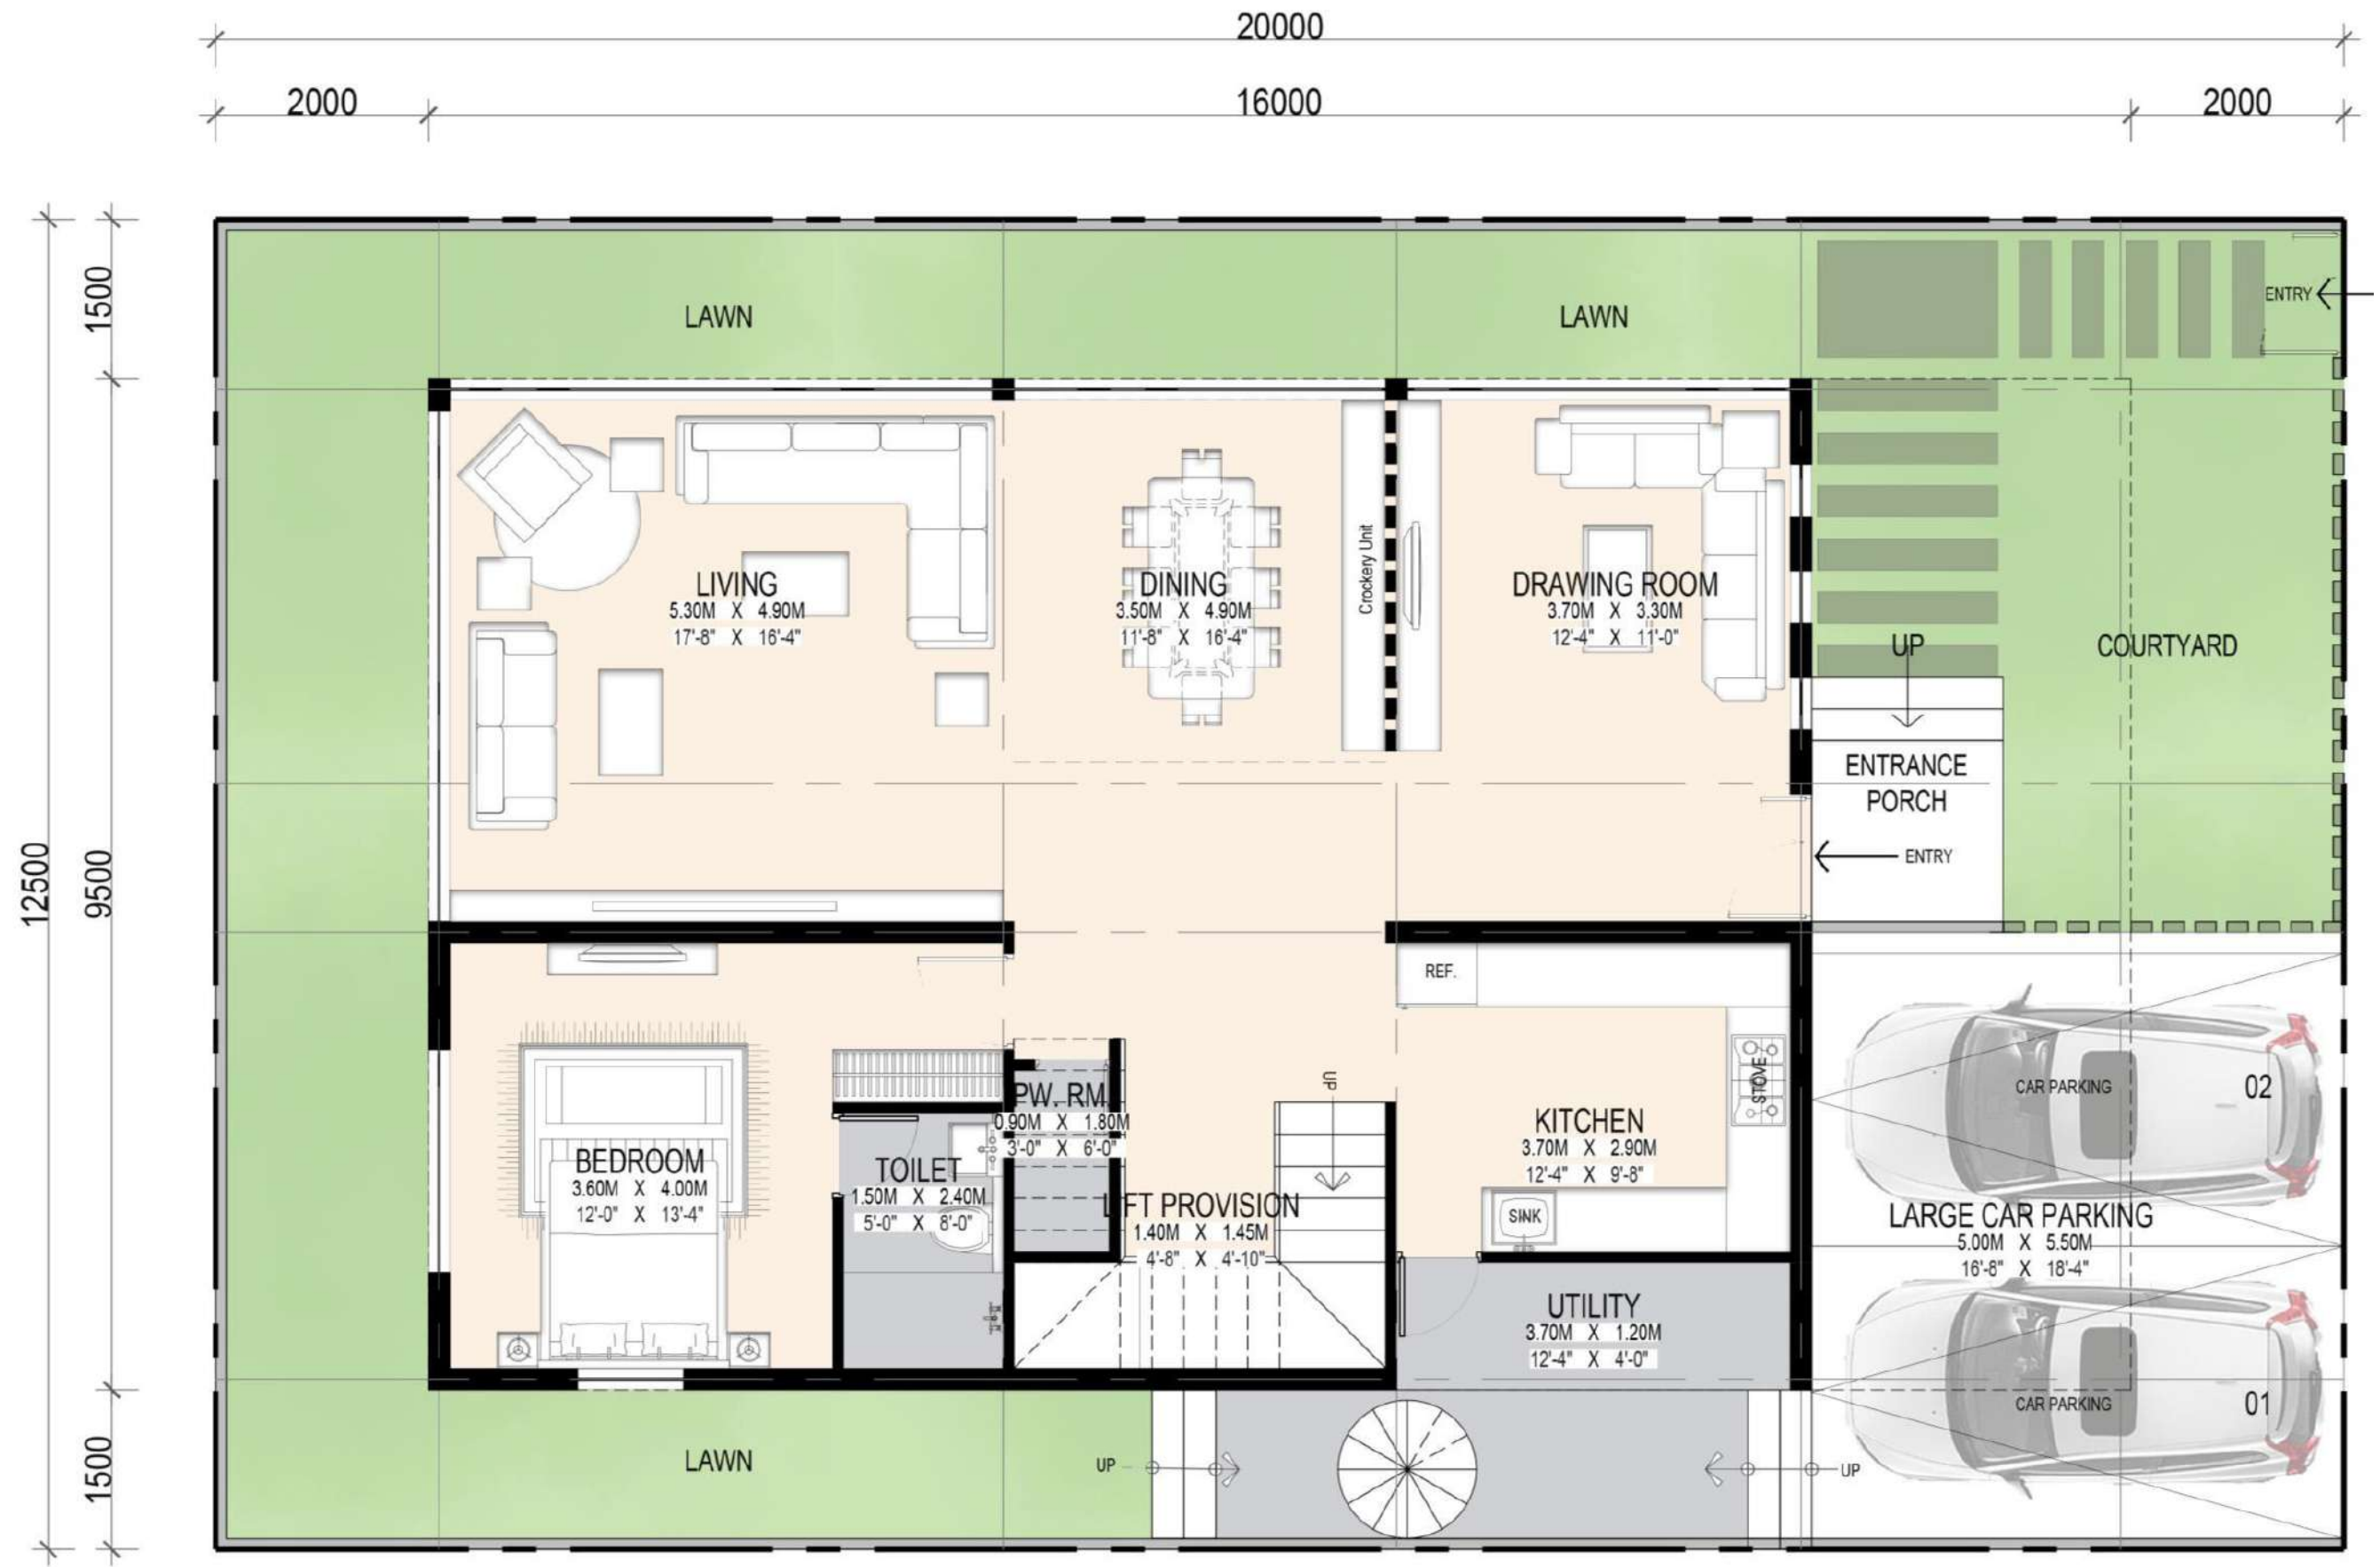 20000
2000
16000
2000
12500
1500
9500
1500
LAWN
LAWN
ENTRY
LIVING
5.30M X 4.90M
17'-8" X 16'-4"
DINING
3.50M X 4.90M
11'-8" X 16'-4"
Crockery Unit
DRAWING ROOM
3.70M X 3.30M
12'-4" X 11'-0"
UP
COURTYARD
ENTRANCE
PORCH
ENTRY
REF.
STOVE
BEDROOM
3.60M X 4.00M
12'-0" X 13'-4"
TOILET
1.50M X 2.40M
5'-0" X 8'-0"
PW. RM.
0.90M X 1.80M
3'-0" X 6'-0"
UP
LIFT PROVISION
1.40M X 1.45M
4'-8" X 4'-10"
KITCHEN
3.70M X 2.90M
12'-4" X 9'-8"
SINK
UTILITY
3.70M X 1.20M
12'-4" X 4'-0"
CAR PARKING
02
LARGE CAR PARKING
5.00M X 5.50M
16'-8" X 18'-4"
CAR PARKING
01
LAWN
UP
UP